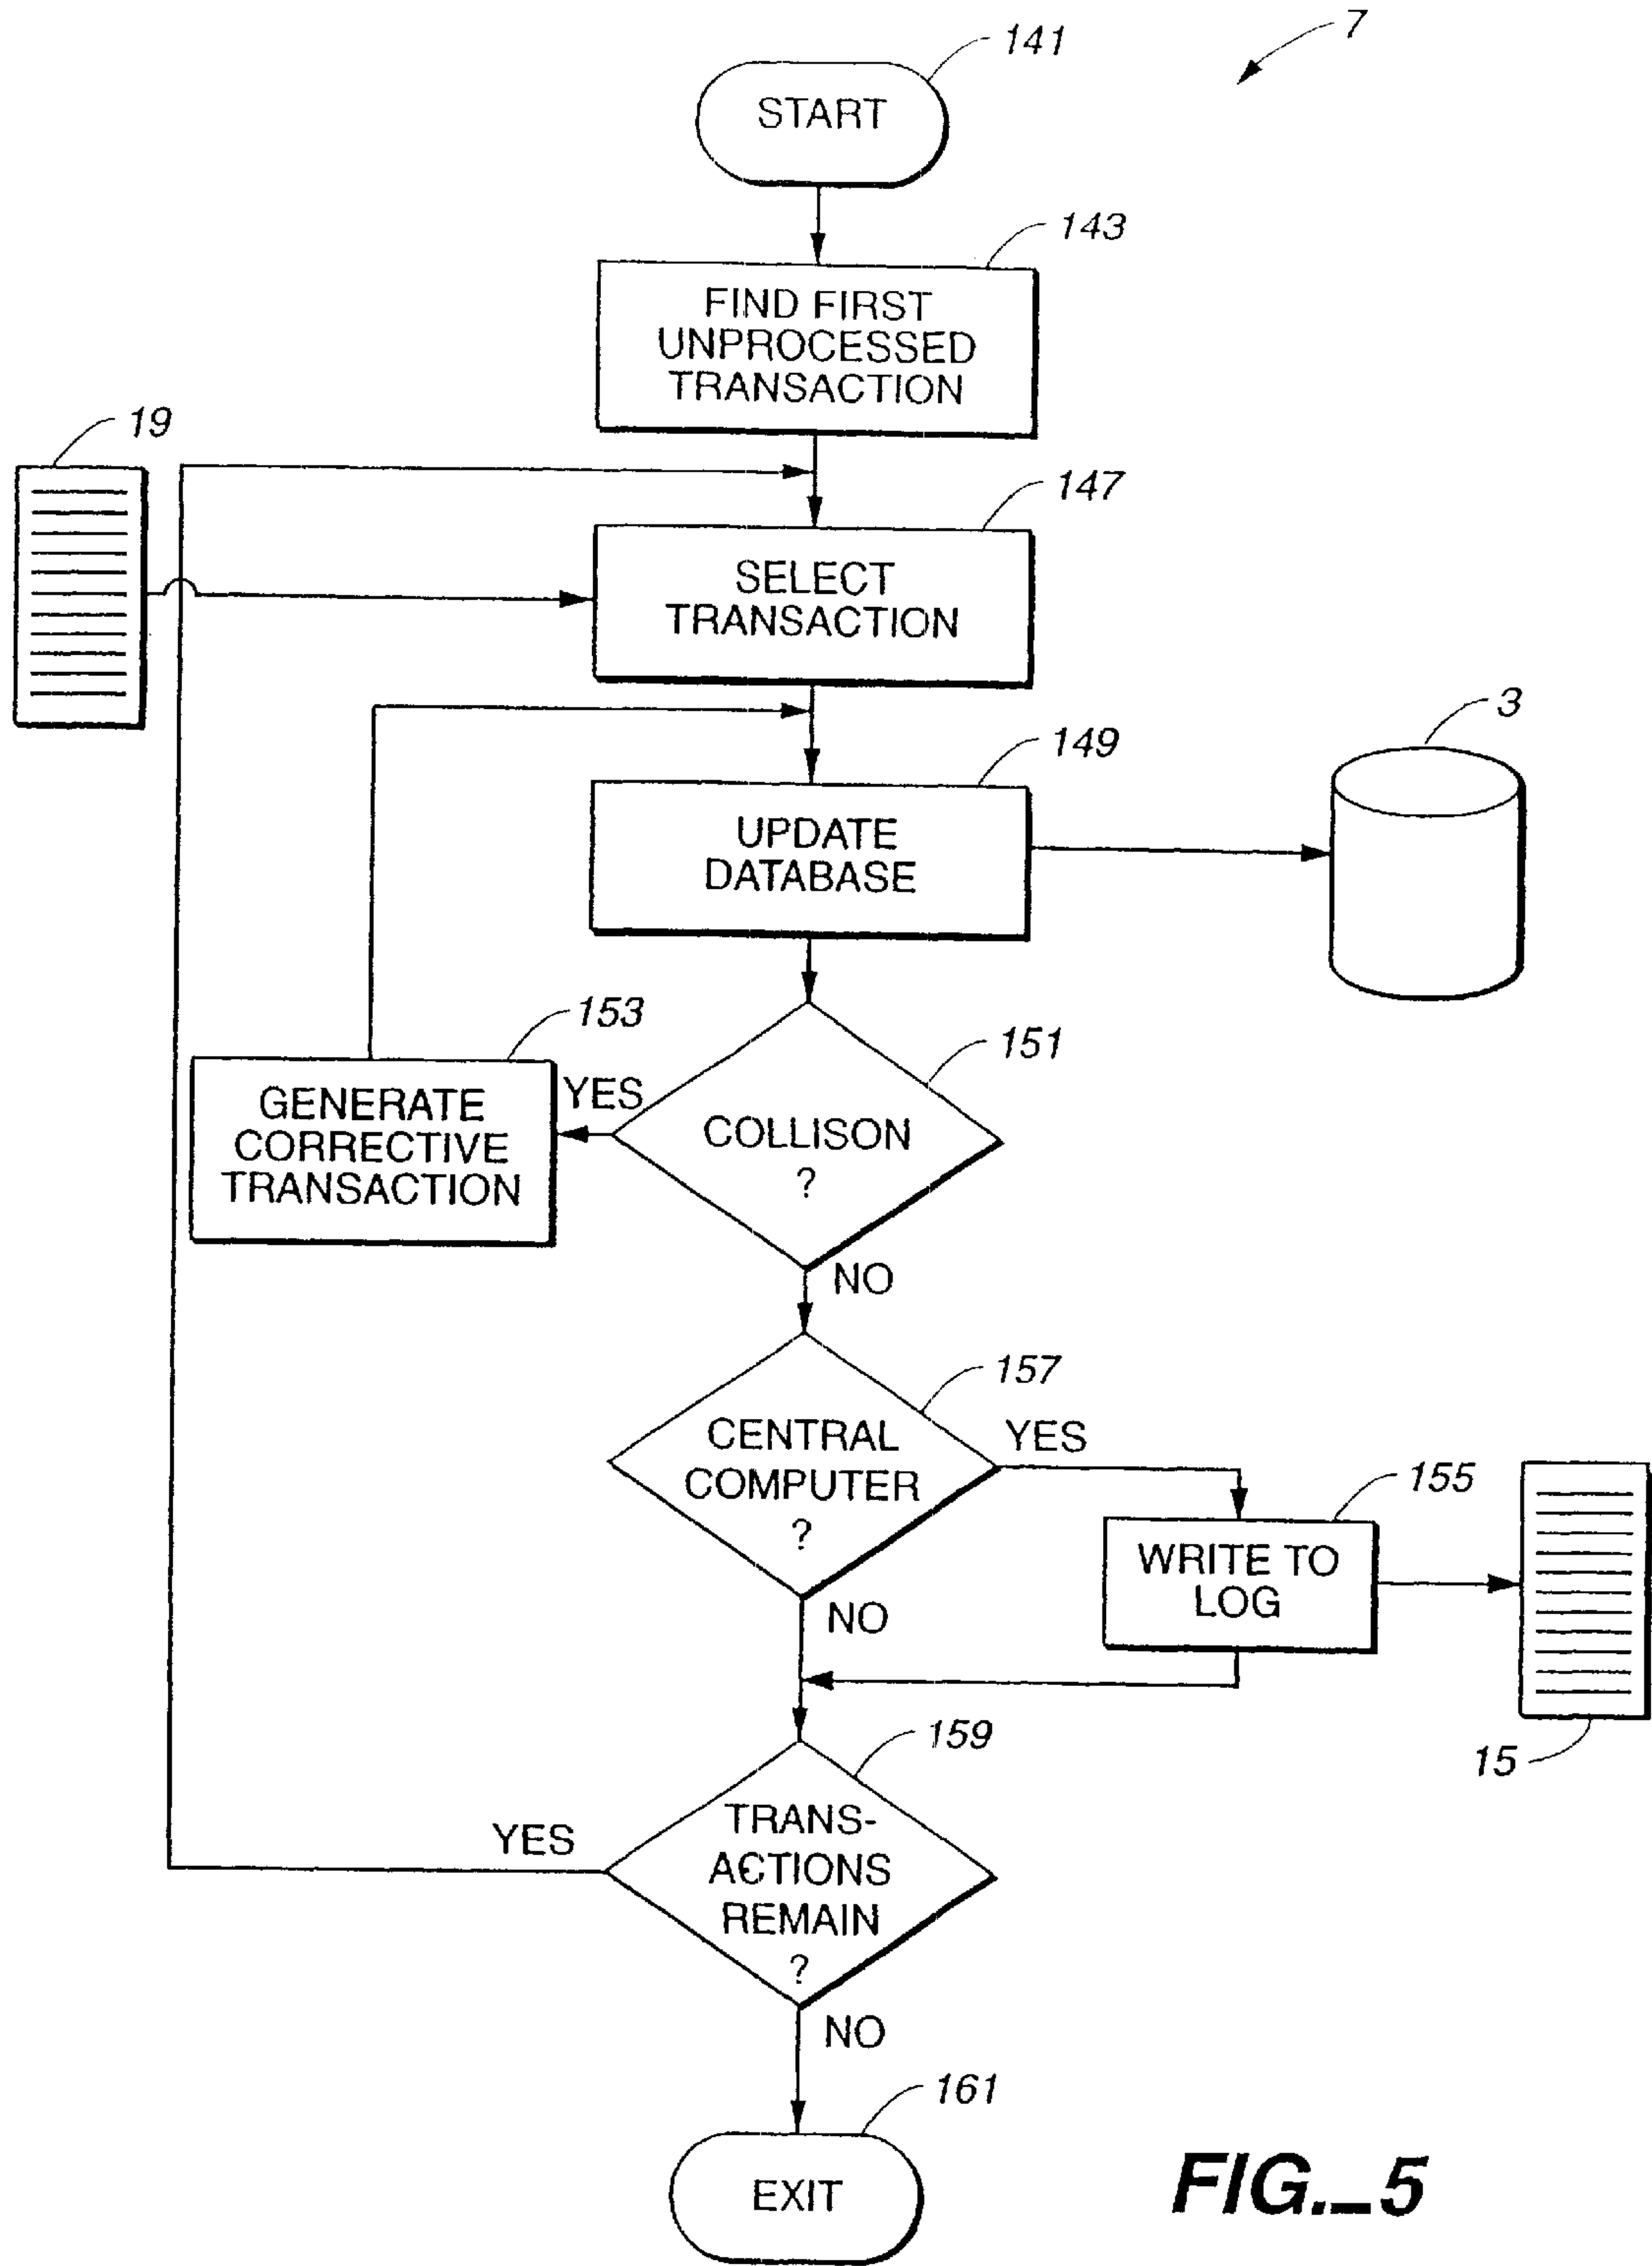 7
141
START
143
FIND FIRST
UNPROCESSED
TRANSACTION
19
147
SELECT
TRANSACTION
3
149
UPDATE
DATABASE
153
GENERATE
CORRECTIVE
TRANSACTION
YES
151
COLLISON
?
NO
157
CENTRAL
COMPUTER
?
YES
155
WRITE TO
LOG
NO
15
159
TRANS-
ACTIONS
REMAIN
?
YES
NO
161
EXIT
FIG._5